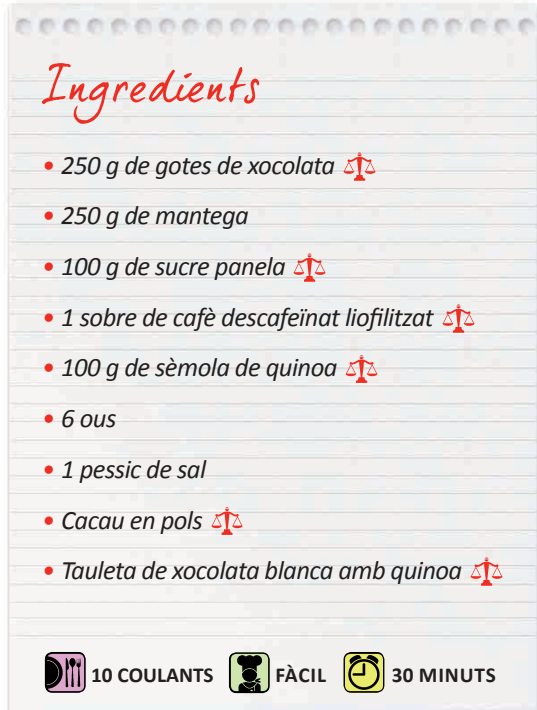 Ingredients
• 250 g de gotes de xocolata
• 250 g de mantega
• 100 g de sucre panela
• 1 sobre de cafè descafeïnat liofilitzat
• 100 g de sèmola de quinoa
• 6 ous
• 1 pessic de sal
• Cacau en pols
• Tauleta de xocolata blanca amb quinoa
10 COULANTS FÀCIL 30 MINUTS